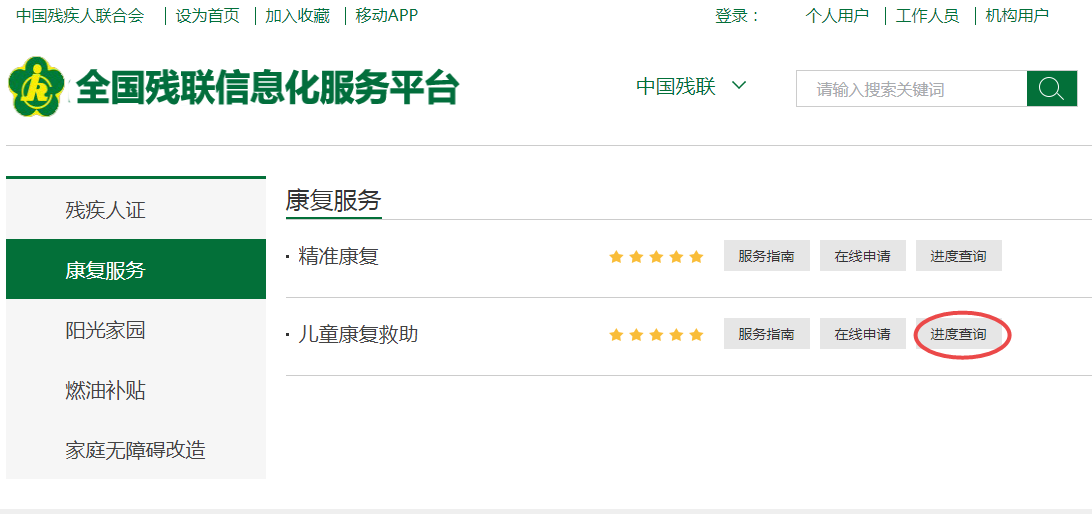 中国残疾人联合会 | 设为首页 | 加入收藏 | 移动APP 登录： 个人用户 | 工作人员 | 机构用户
全国残联信息化服务平台 中国残联 请输入搜索关键词
残疾人证
康复服务
阳光家园
燃油补贴
家庭无障碍改造
康复服务
· 精准康复 服务指南 在线申请 进度查询
· 儿童康复救助 服务指南 在线申请 进度查询